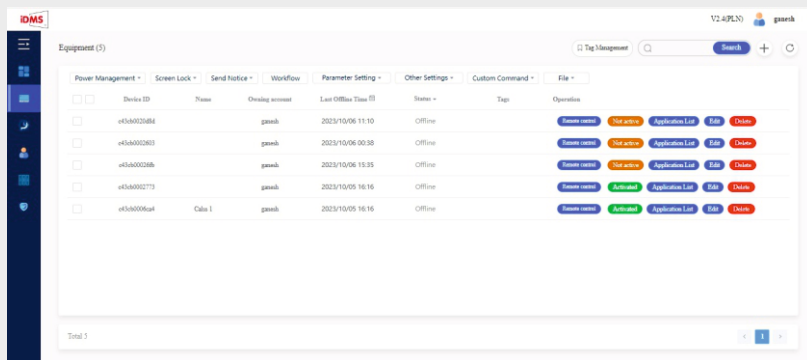 iDMS
V2.4(PLN) ganesh
Equipment (5)
Tag Management Search
Power Management Screen Lock Send Notice Workflow Parameter Setting Other Settings Custom Command File
Device ID Name Owning account Last Offline Time Status Tags Operation
ganesh 2023/10/06 11:10 Offline Remote control Not active Application List Edit Delete
e45cb0002603 ganesh 2023/10/06 00:38 Offline Remote control Not active Application List Edit Delete
ganesh 2023/10/06 15:35 Offline Remote control Not active Application List Edit Delete
e45cb0002773 ganesh 2023/10/05 16:16 Offline Remote control Activated Application List Edit Delete
e45cb0006ca4 ganesh 2023/10/05 16:16 Offline Remote control Activated Application List Edit Delete
Total 5
1